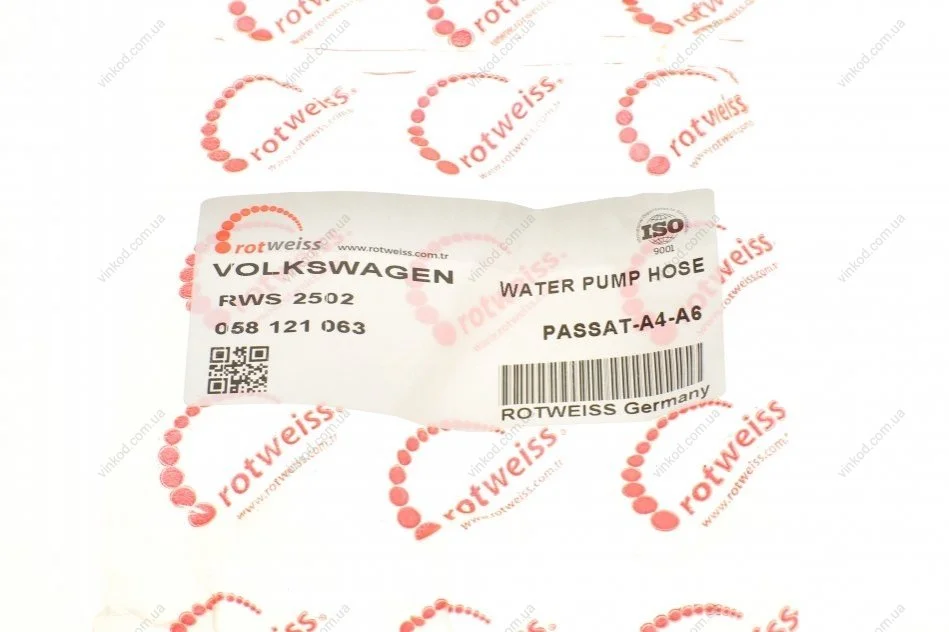 rotweiss
www.rotweiss.com.tr
ISO
9001
VOLKSWAGEN
WATER PUMP HOSE
RWS 2502
058 121 063
PASSAT-A4-A6
ROTWEISS Germany
rotweiss
www.rotweiss.com.tr
vinkod.com.ua